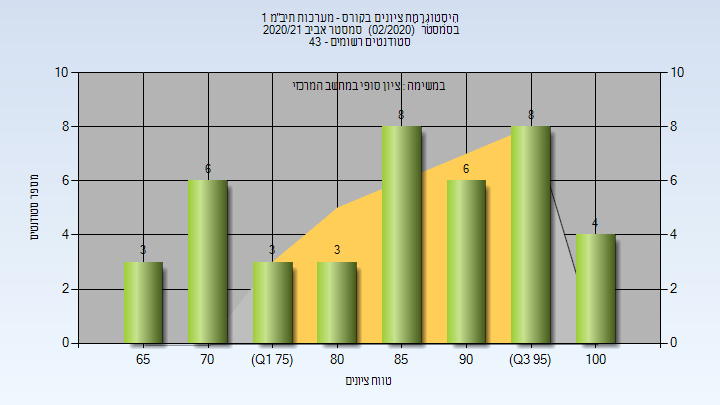 היסטוגרמת ציונים בקורס - מערכות תיב"מ 1
בסמסטר (02/2020) סמסטר אביב 2020/21
סטודנטים רשומים - 43
במשימה : ציון סופי במחשב המרכזי
10 10
8 8
6 6
4 4
2 2
0 0
3 6 3 3 8 6 8 4
65 70 (Q1 75) 80 85 90 (Q3 95) 100
מספר סטודנטים
טווח ציונים